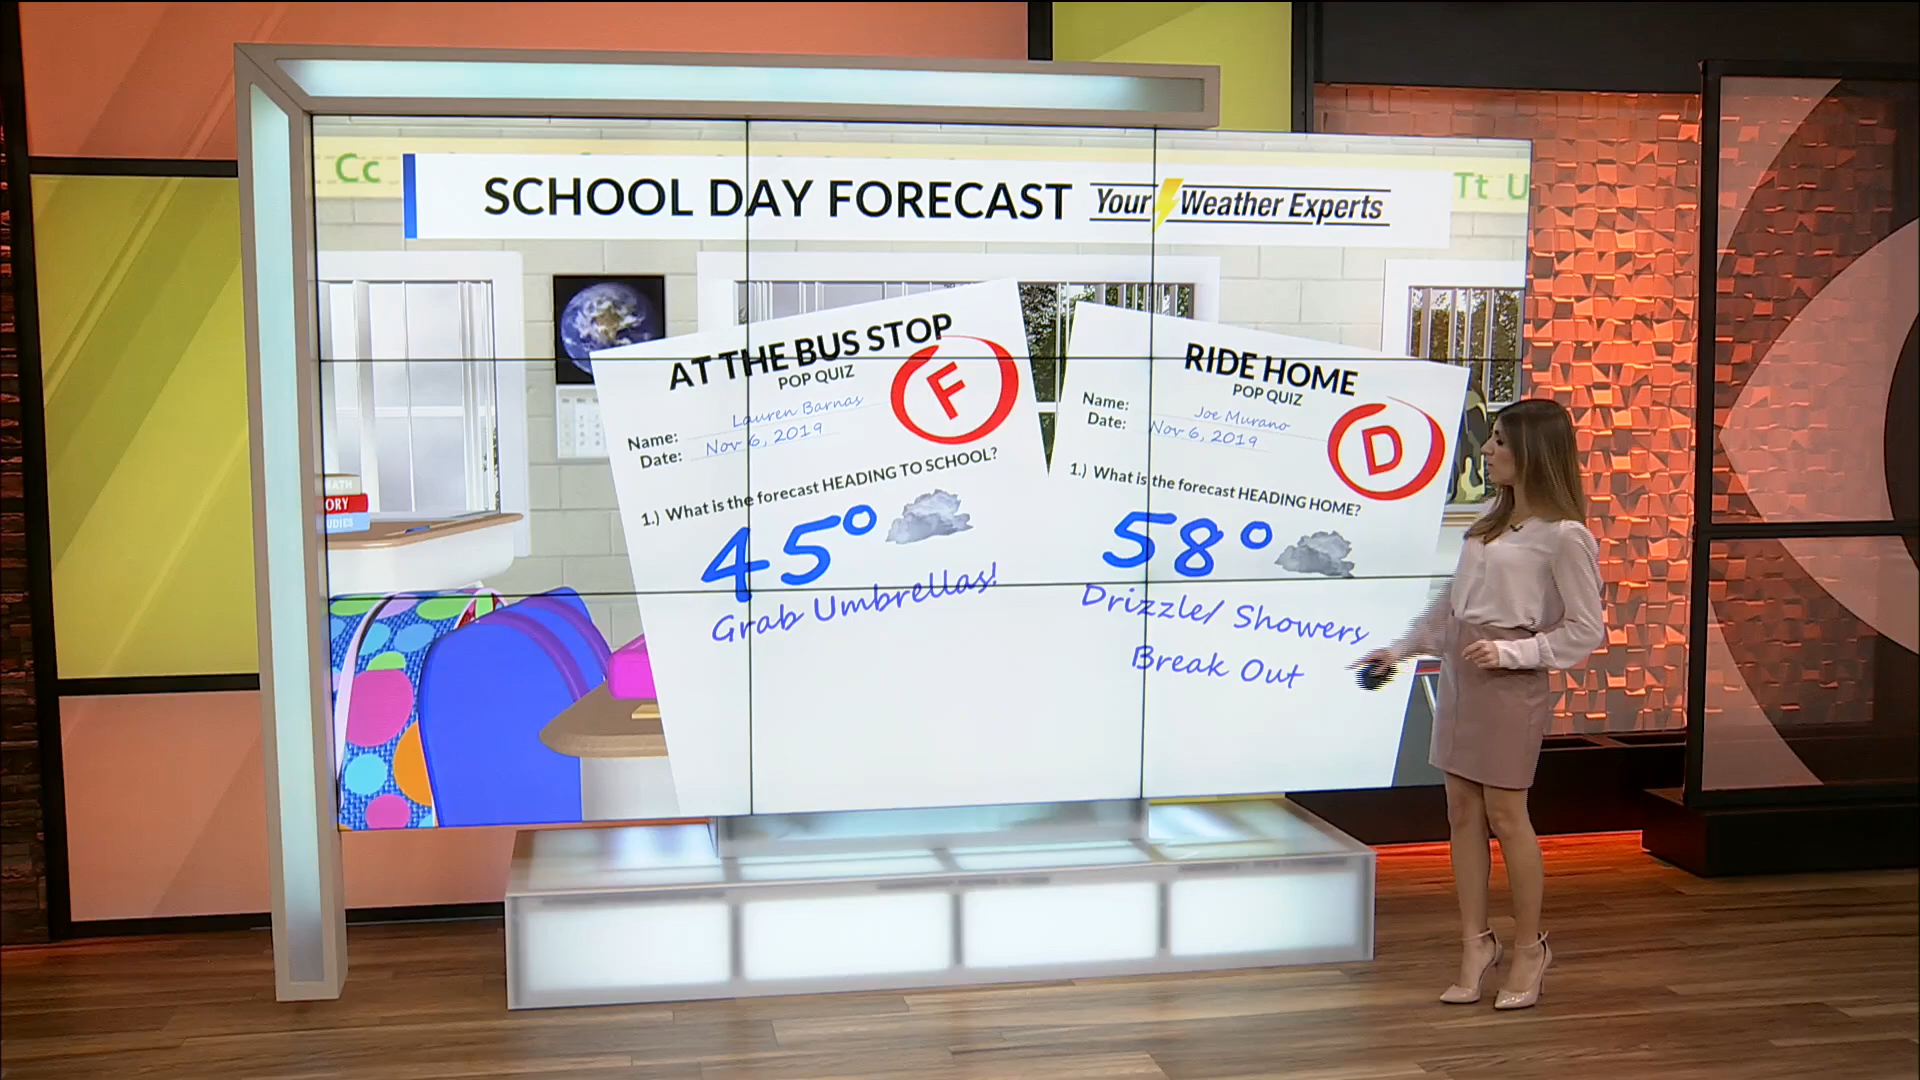 Cc
Tt U
SCHOOL DAY FORECAST
Your Weather Experts
AT THE BUS STOP
POP QUIZ
F
Name: Lauren Barnas
Date: Nov 6, 2019
1.) What is the forecast HEADING TO SCHOOL?
45°
Grab Umbrellas!
RIDE HOME
POP QUIZ
D
Name: Joe Murano
Date: Nov 6, 2019
1.) What is the forecast HEADING HOME?
58°
Drizzle/ Showers
Break Out
MATH
ORY
UDIES